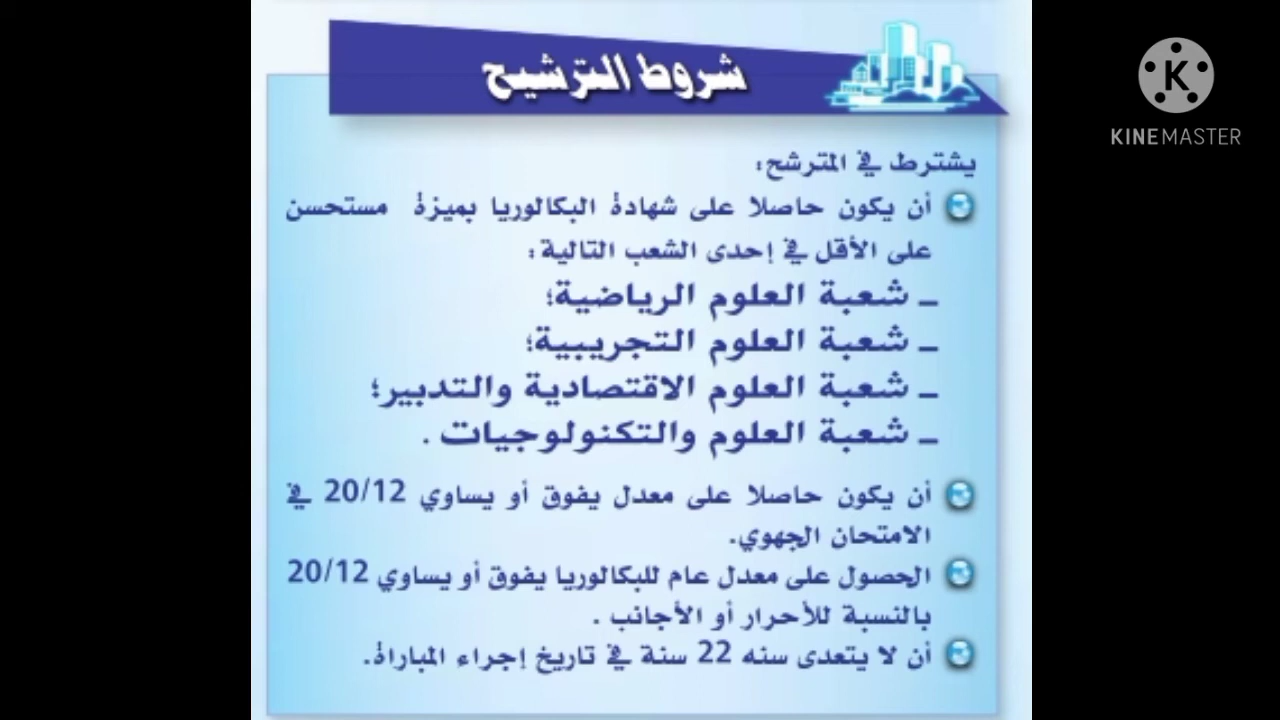 شروط الترشيح
KINEMASTER
يشترط في المترشح:
أن يكون حاصلا على شهادة البكالوريا بميزة مستحسن
على الأقل في إحدى الشعب التالية :
ـ شعبة العلوم الرياضية؛
ـ شعبة العلوم التجريبية؛
ـ شعبة العلوم الاقتصادية والتدبير؛
ـ شعبة العلوم والتكنولوجيات .
أن يكون حاصلا على معدل يفوق أو يساوي 20/12 في
الامتحان الجهوي.
الحصول على معدل عام للبكالوريا يفوق أو يساوي 20/12
بالنسبة للأحرار أو الأجانب .
أن لا يتعدى سنه 22 سنة في تاريخ إجراء المباراة.